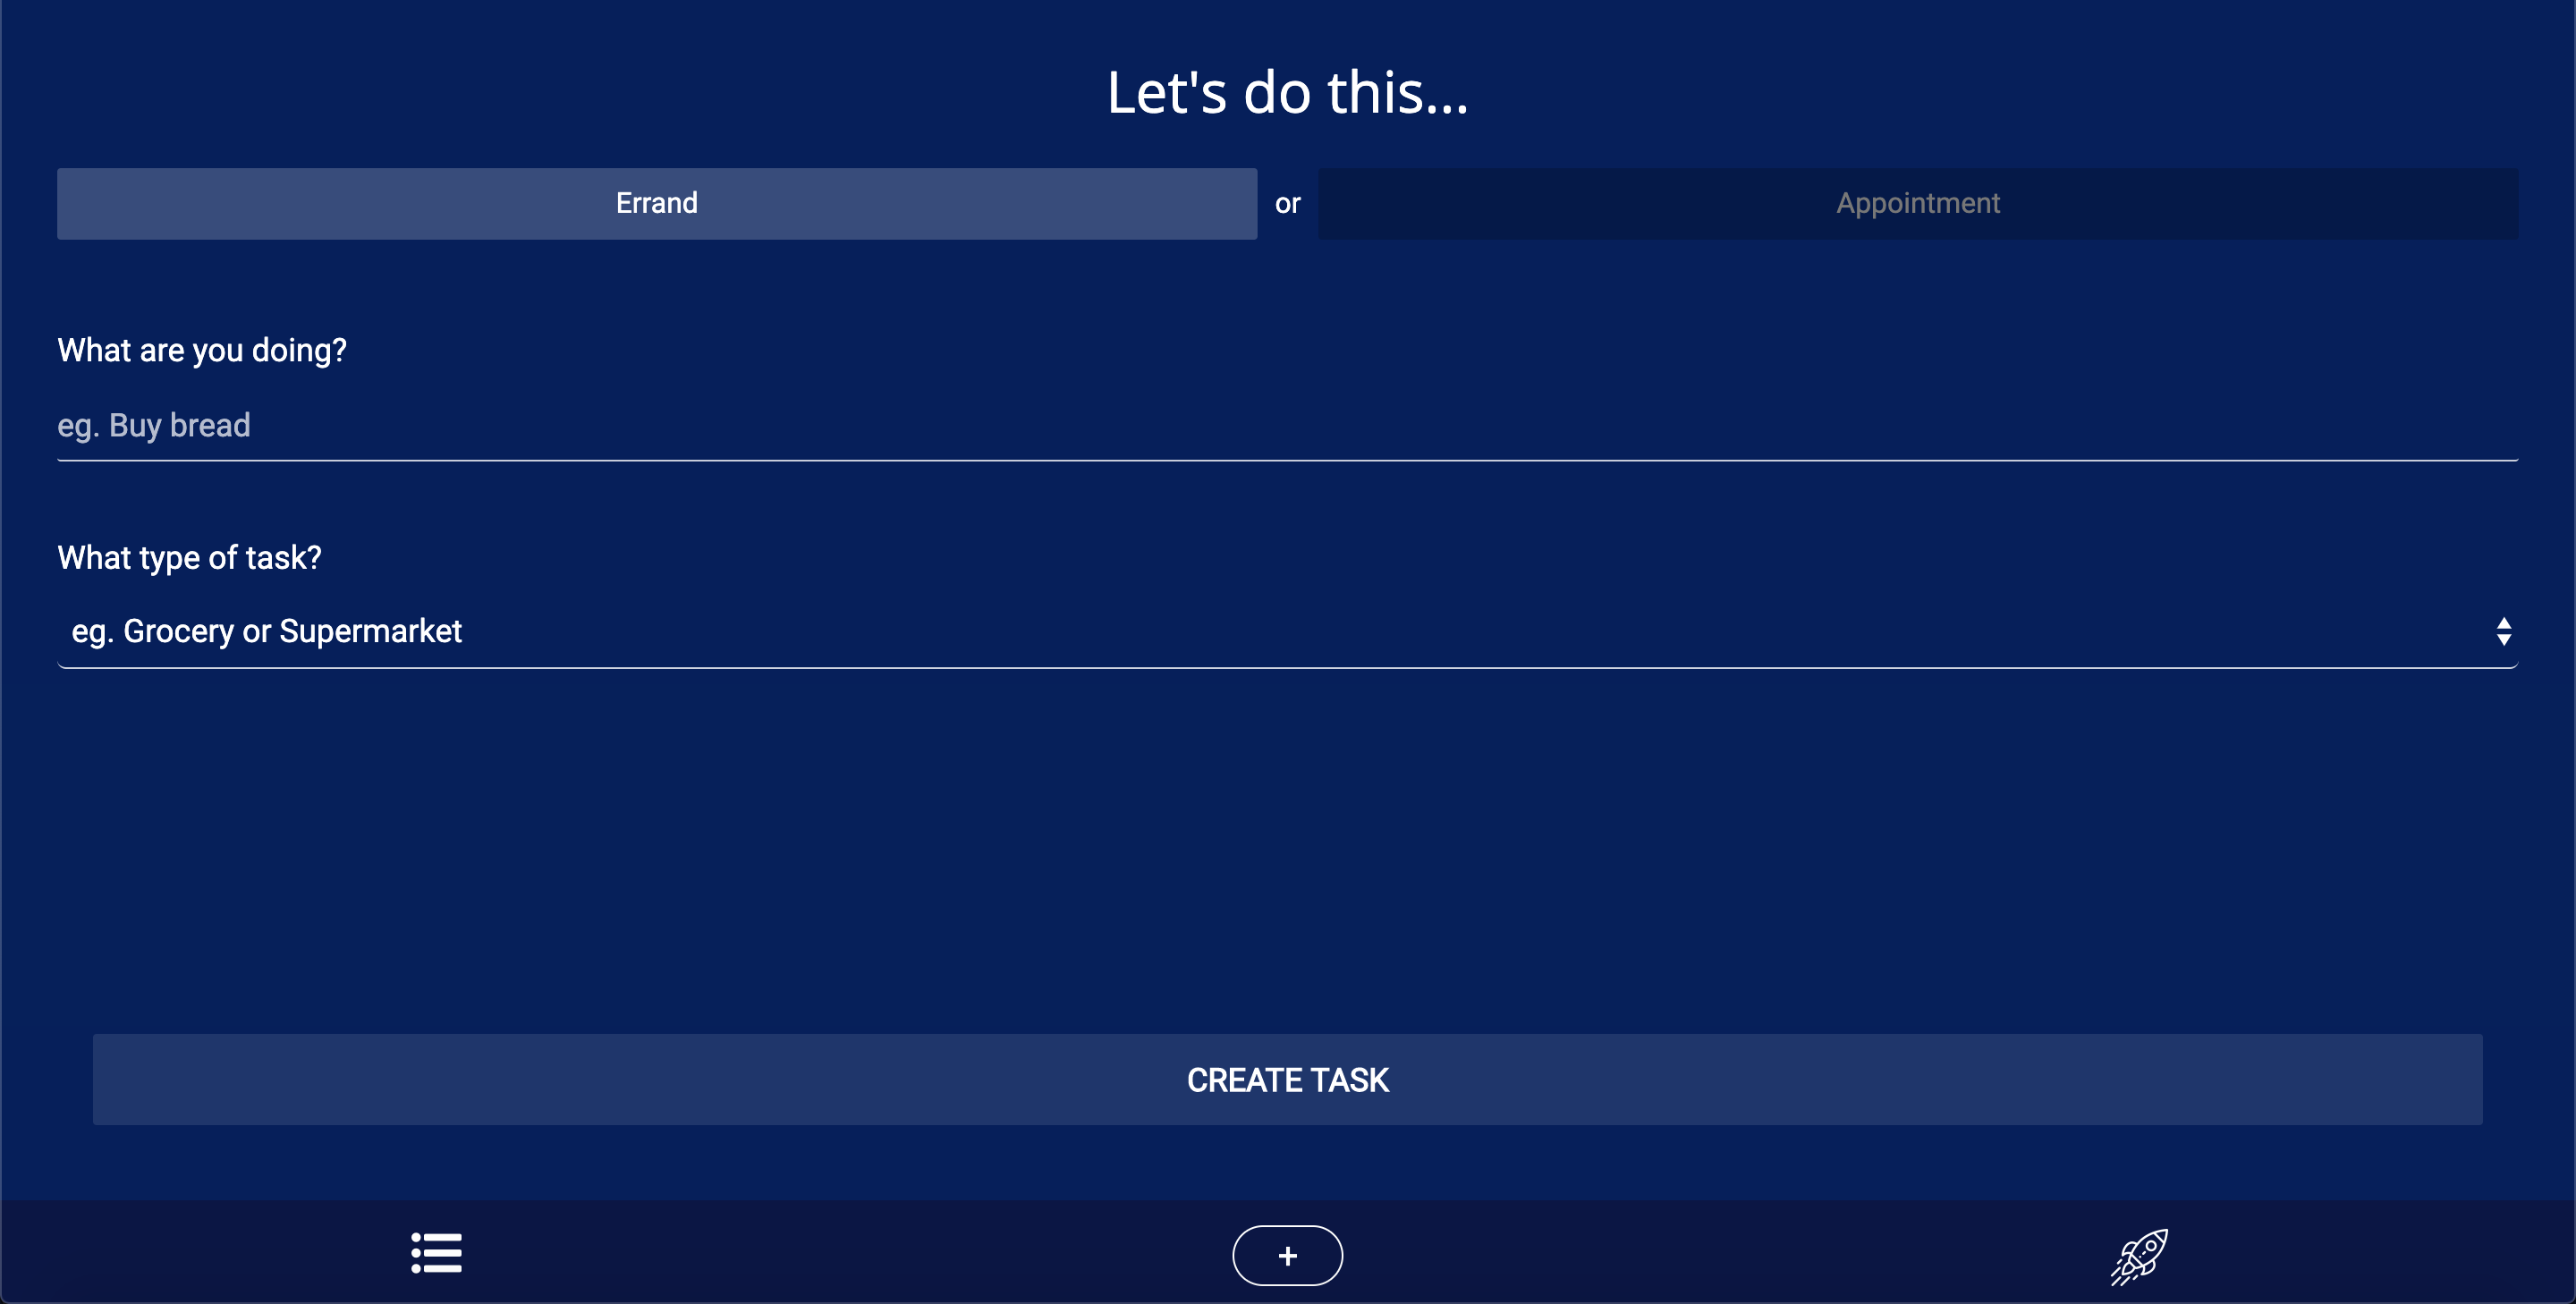 Let's do this...
Errand or Appointment
What are you doing?
eg. Buy bread
What type of task?
eg. Grocery or Supermarket
CREATE TASK
+